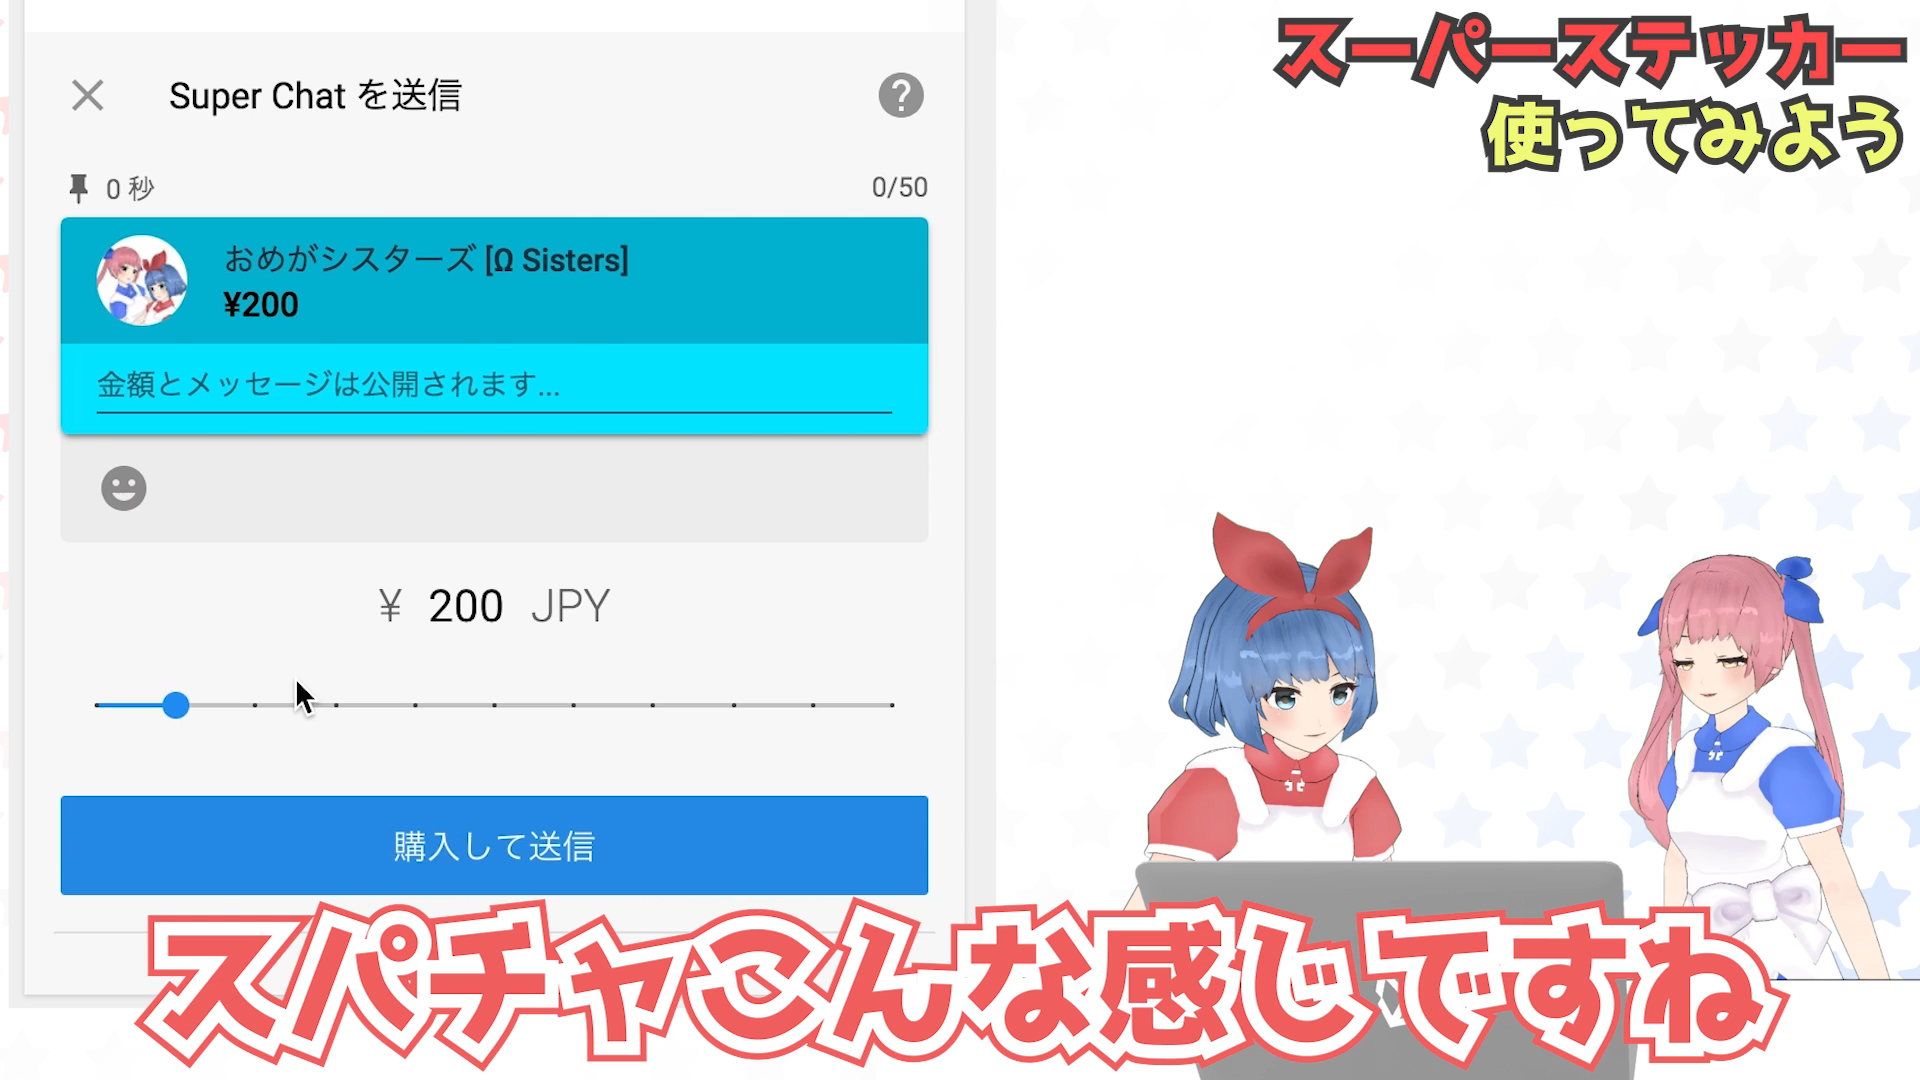 スーパーステッカー
使ってみよう
Super Chat を送信
0 秒
0/50
おめがシスターズ [Ω Sisters]
¥200
金額とメッセージは公開されます...
¥ 200 JPY
購入して送信
スパチャこんな感じですね